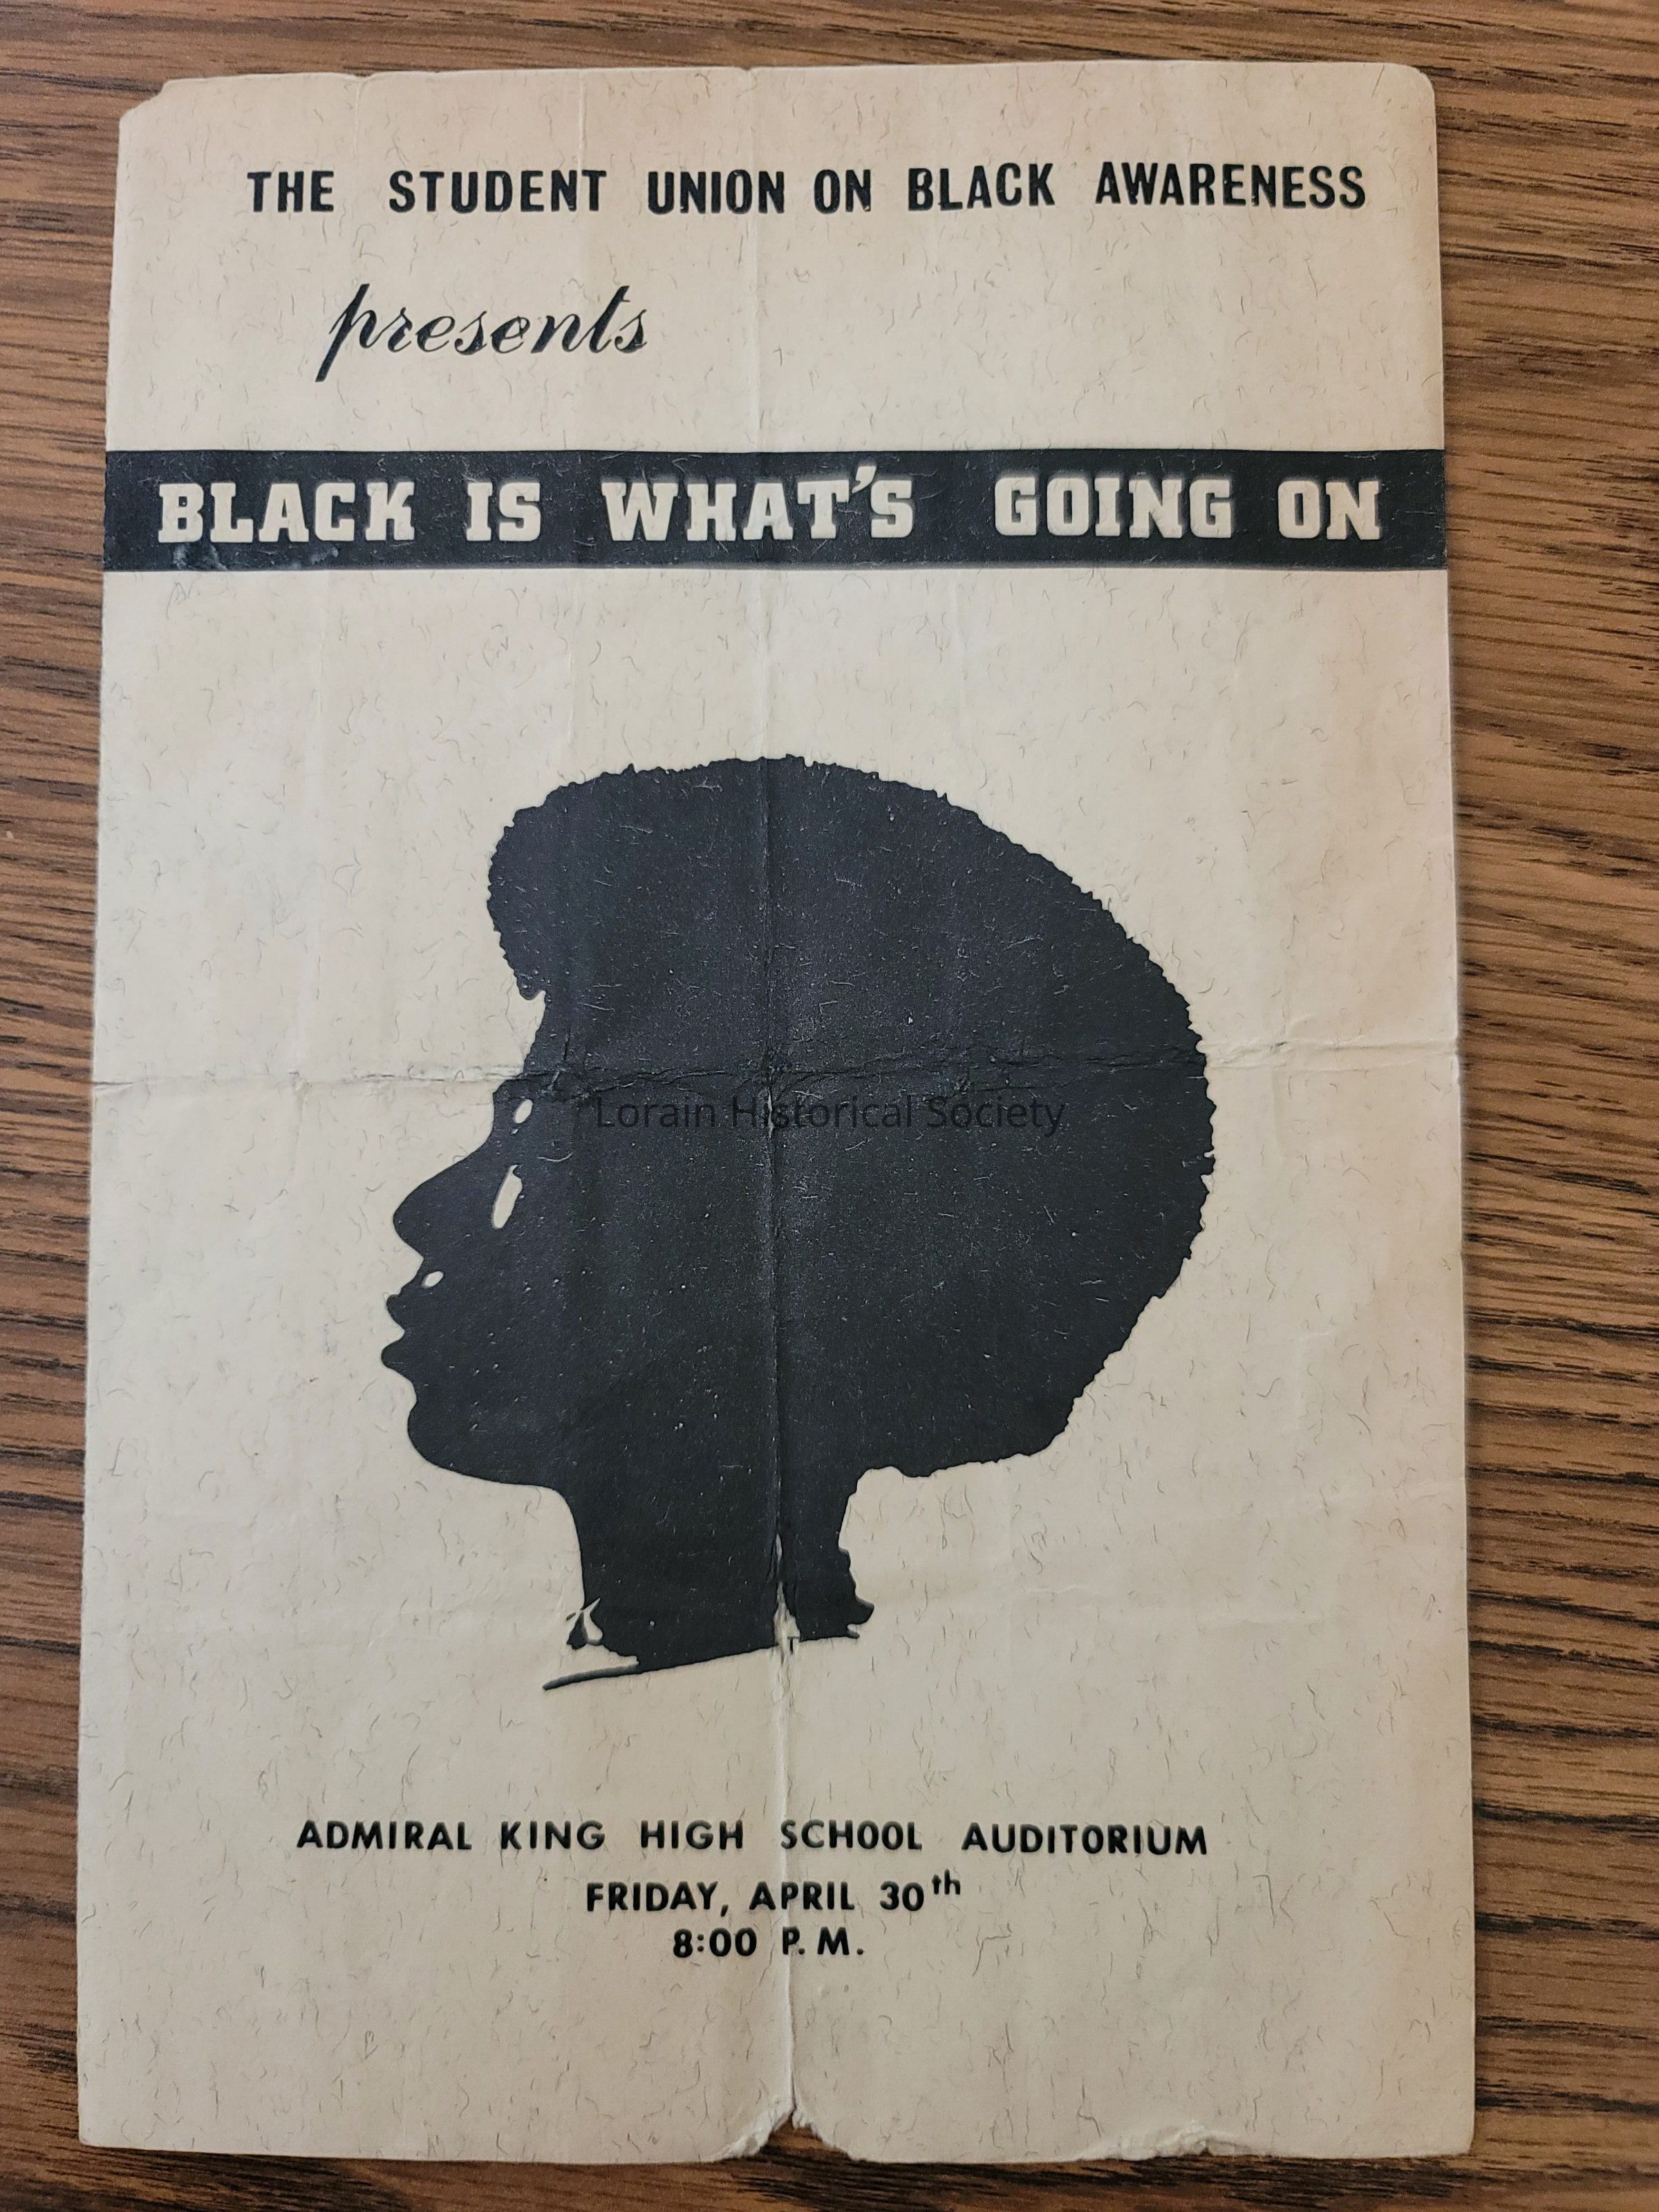 THE STUDENT UNION ON BLACK AWARENESS
presents
BLACK IS WHAT'S GOING ON
Lorain Historical Society
ADMIRAL KING HIGH SCHOOL AUDITORIUM
FRIDAY, APRIL 30th
8:00 P.M.